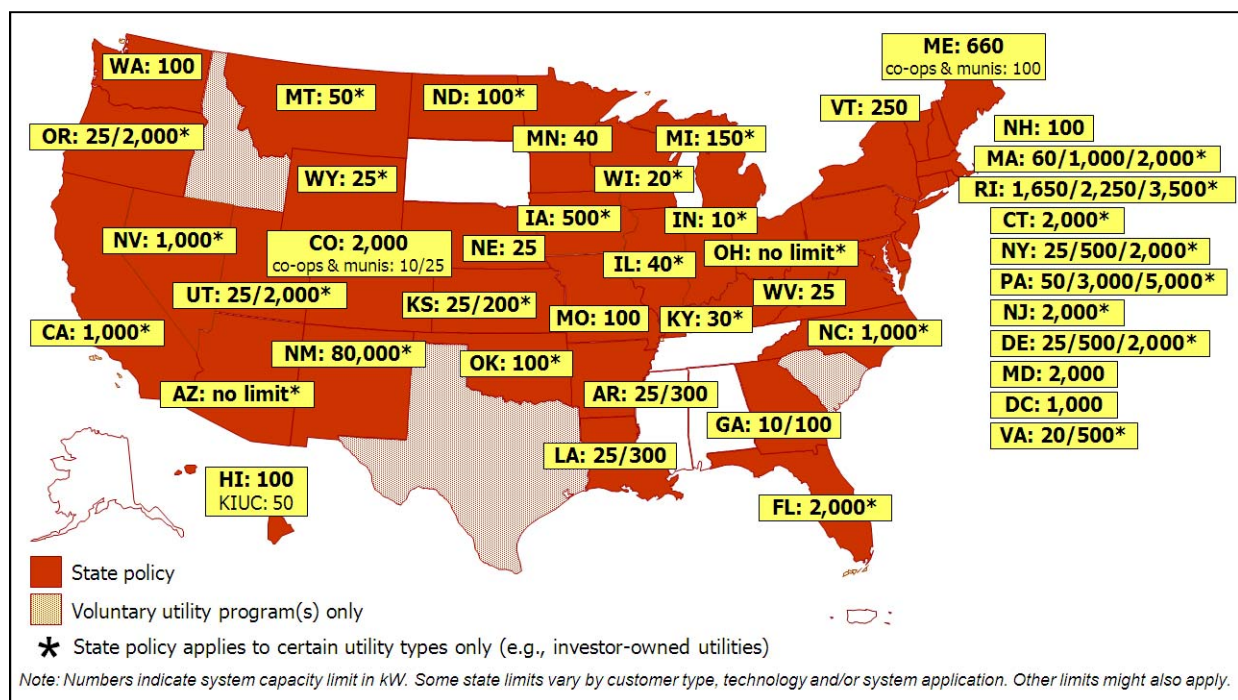 WA: 100
MT: 50*
ND: 100*
ME: 660
co-ops & munis: 100
VT: 250
NH: 100
OR: 25/2,000*
MN: 40
MI: 150*
MA: 60/1,000/2,000*
WY: 25*
WI: 20*
RI: 1,650/2,250/3,500*
IA: 500*
IN: 10*
CT: 2,000*
NV: 1,000*
CO: 2,000
co-ops & munis: 10/25
NE: 25
OH: no limit*
NY: 25/500/2,000*
IL: 40*
PA: 50/3,000/5,000*
UT: 25/2,000*
KS: 25/200*
WV: 25
MO: 100
KY: 30*
NJ: 2,000*
CA: 1,000*
NC: 1,000*
DE: 25/500/2,000*
NM: 80,000*
OK: 100*
MD: 2,000
AZ: no limit*
AR: 25/300
DC: 1,000
GA: 10/100
VA: 20/500*
LA: 25/300
HI: 100
KIUC: 50
FL: 2,000*
State policy
Voluntary utility program(s) only
* State policy applies to certain utility types only (e.g., investor-owned utilities)
Note: Numbers indicate system capacity limit in kW. Some state limits vary by customer type, technology and/or system application. Other limits might also apply.